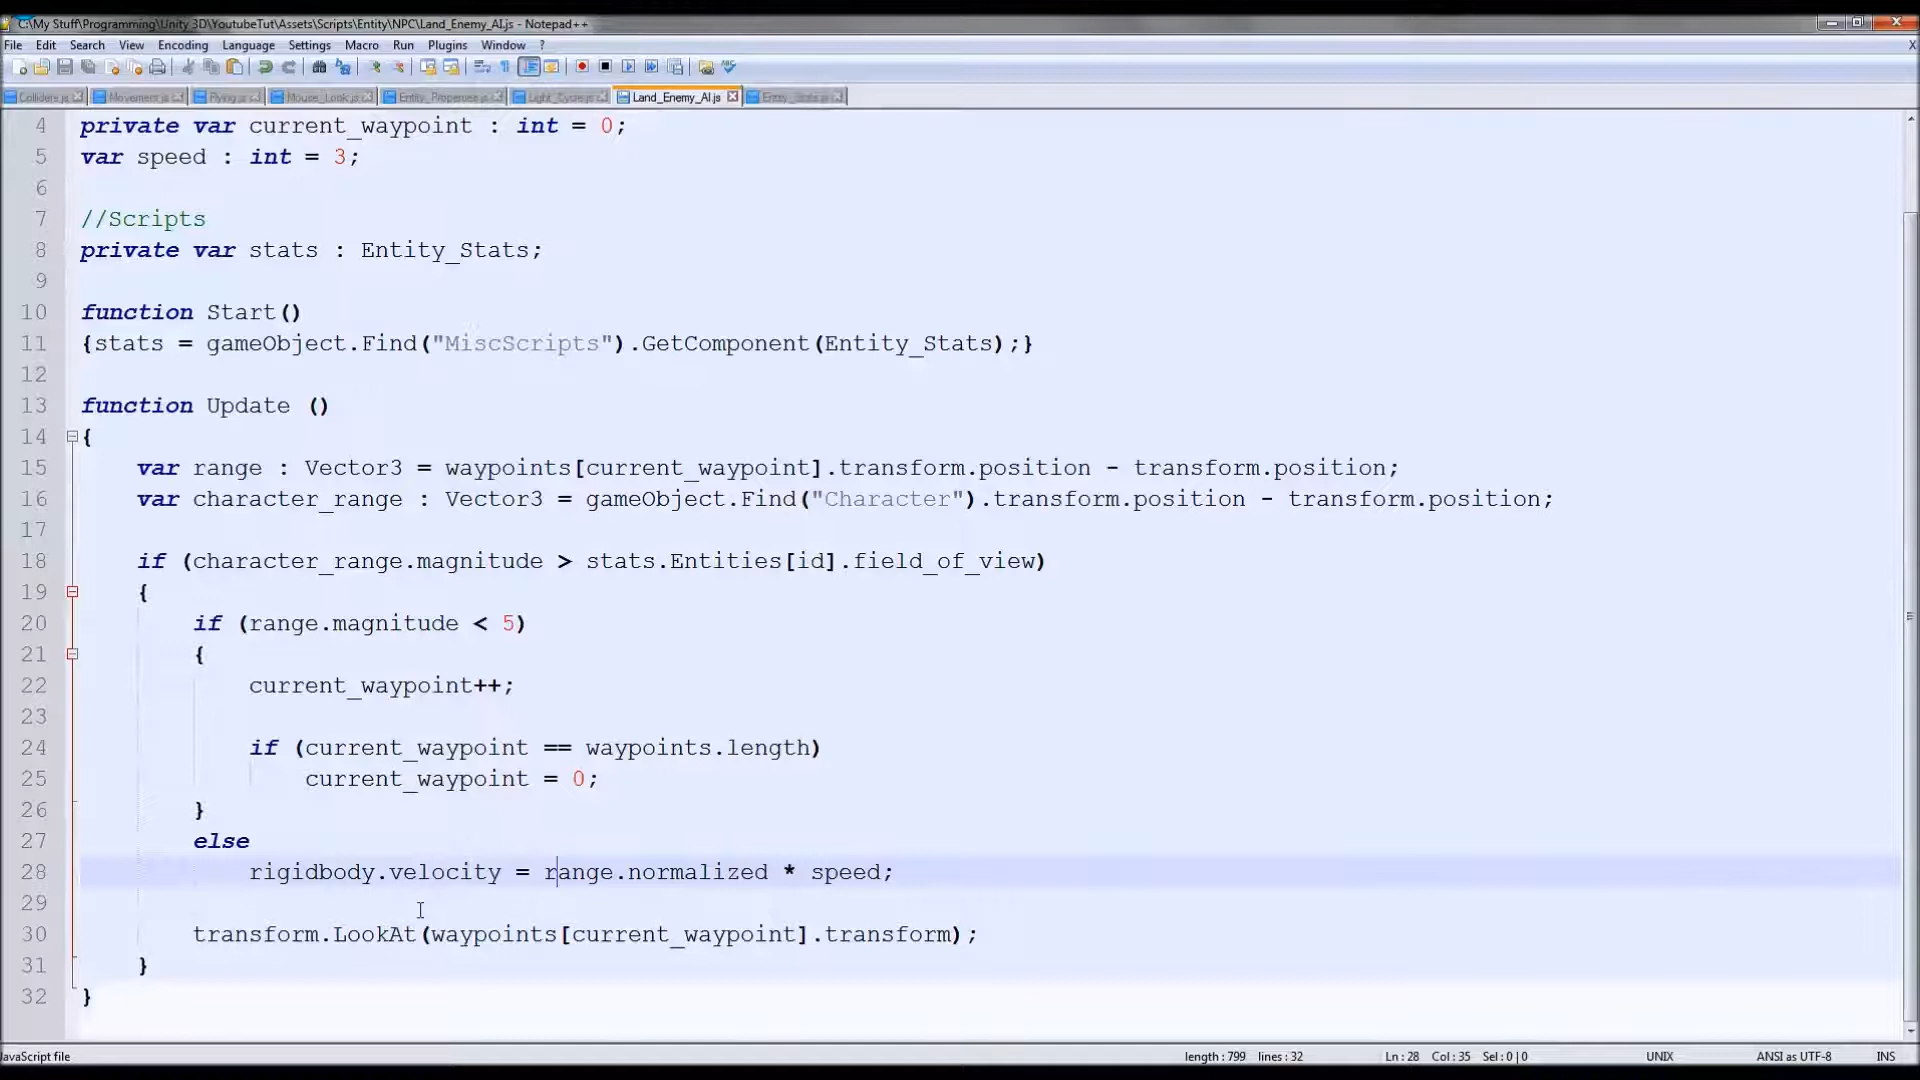 C:\My Stuff\Programming\Unity 3D\YoutubeTut\Assets\Scripts\Entity\NPC\Land_Enemy_AI.js - Notepad++
File Edit Search View Encoding Language Settings Macro Run Plugins Window ? X
Colliders.js Movement.js Flying.js Mouse_Look.js Entity_Properties.js Light_Cycle.js Land_Enemy_AI.js Entity_Stats.js
4 private var current_waypoint : int = 0;
5 var speed : int = 3;
6
7 //Scripts
8 private var stats : Entity_Stats;
9
10 function Start()
11 {stats = gameObject.Find("MiscScripts").GetComponent(Entity_Stats);}
12
13 function Update ()
14 {
15 var range : Vector3 = waypoints[current_waypoint].transform.position - transform.position;
16 var character_range : Vector3 = gameObject.Find("Character").transform.position - transform.position;
17
18 if (character_range.magnitude > stats.Entities[id].field_of_view)
19 {
20 if (range.magnitude < 5)
21 {
22 current_waypoint++;
23
24 if (current_waypoint == waypoints.length)
25 current_waypoint = 0;
26 }
27 else
28 rigidbody.velocity = range.normalized * speed;
29
30 transform.LookAt(waypoints[current_waypoint].transform);
31 }
32 }
JavaScript file length : 799 lines : 32 Ln : 28 Col : 35 Sel : 0 | 0 UNIX ANSI as UTF-8 INS